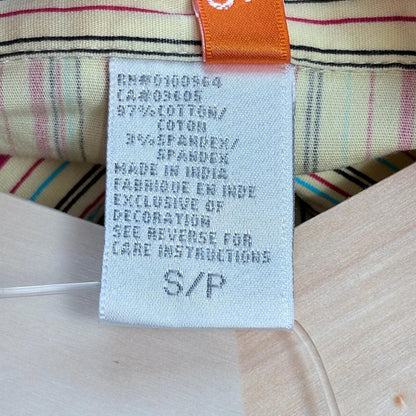 RN#0100964
CA#03605
97%COTTON/
COTON
3%SPANDEX/
SPANDEX
MADE IN INDIA
FABRIQUE EN INDE
EXCLUSIVE OF
DECORATION
SEE REVERSE FOR
CARE INSTRUCTIONS
S/P